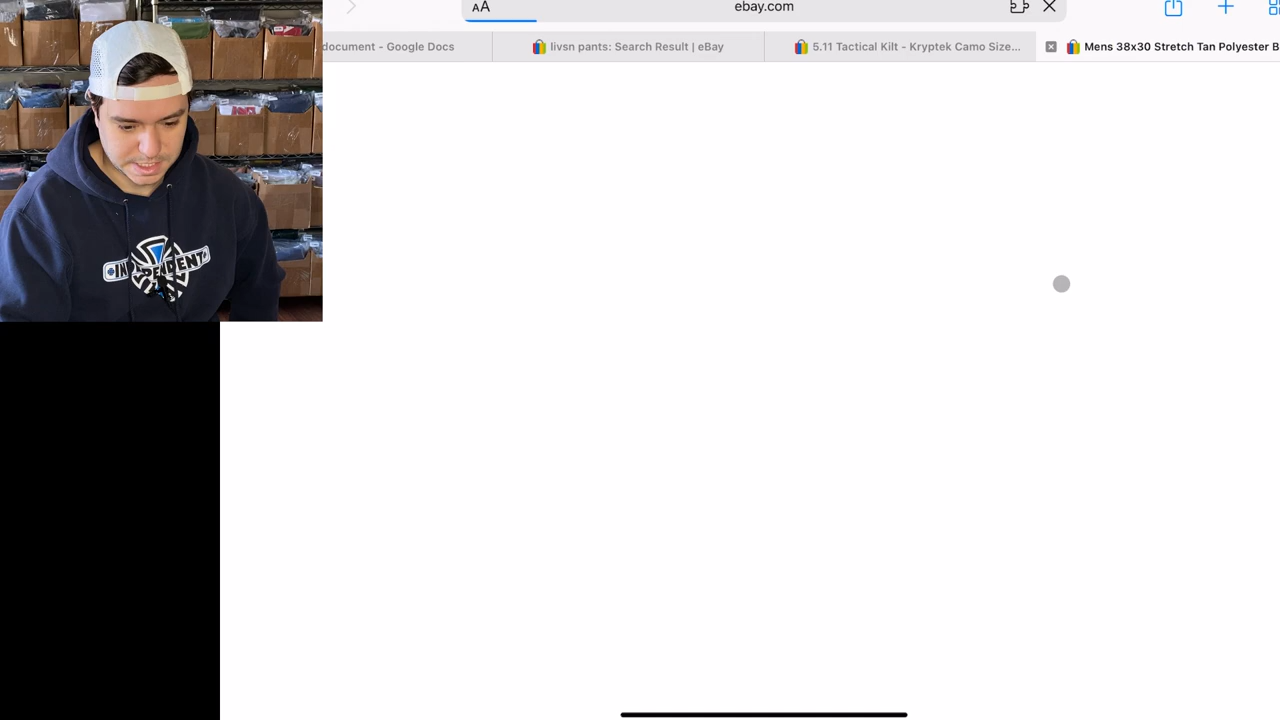 AA
ebay.com
document - Google Docs
livsn pants: Search Result | eBay
5.11 Tactical Kilt - Kryptek Camo Size...
Mens 38x30 Stretch Tan Polyester B
INDEPENDENT